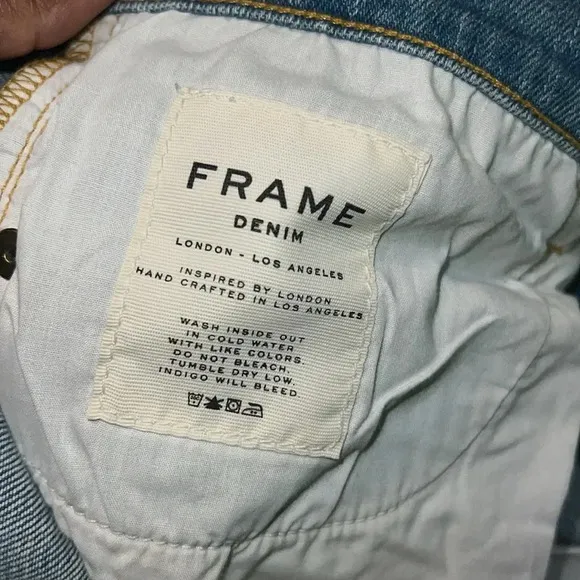 FRAME
DENIM
LONDON - LOS ANGELES
INSPIRED BY LONDON
HAND CRAFTED IN LOS ANGELES
WASH INSIDE OUT
IN COLD WATER
WITH LIKE COLORS.
DO NOT BLEACH.
TUMBLE DRY LOW.
INDIGO WILL BLEED.